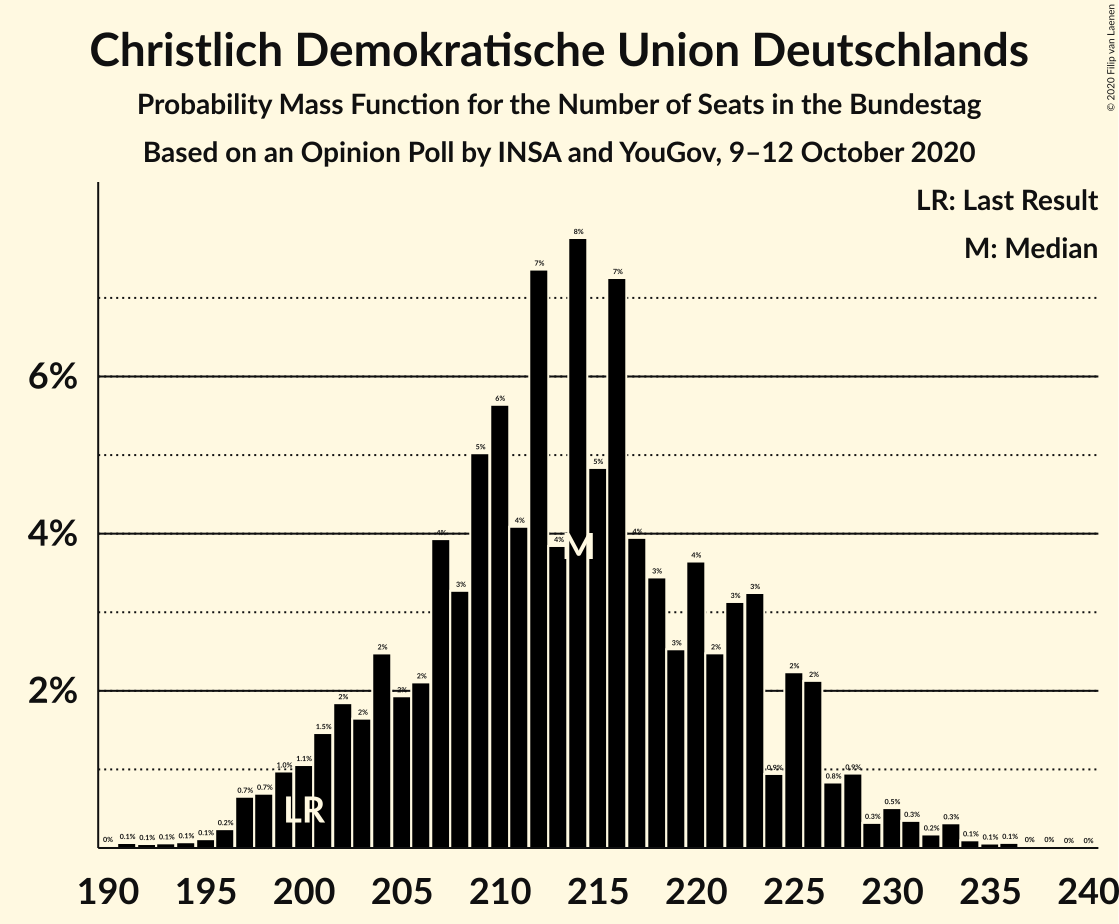 Christlich Demokratische Union Deutschlands
Probability Mass Function for the Number of Seats in the Bundestag
Based on an Opinion Poll by INSA and YouGov, 9–12 October 2020
© 2020 Filip van Laenen
LR: Last Result
M: Median
6%
4%
2%
0% 0.1% 0.1% 0.1% 0.1% 0.1% 0.2% 0.7% 0.7% 1.0% 1.1% 1.5% 2% 2% 2% 2% 2% 4% 3% 5% 6% 4% 7% 4% 8% 5% 7% 4% 3% 3% 4% 2% 3% 3% 0.9% 2% 2% 0.8% 0.9% 0.3% 0.5% 0.3% 0.2% 0.3% 0.1% 0.1% 0.1% 0% 0% 0% 0%
M
LR
190 195 200 205 210 215 220 225 230 235 240